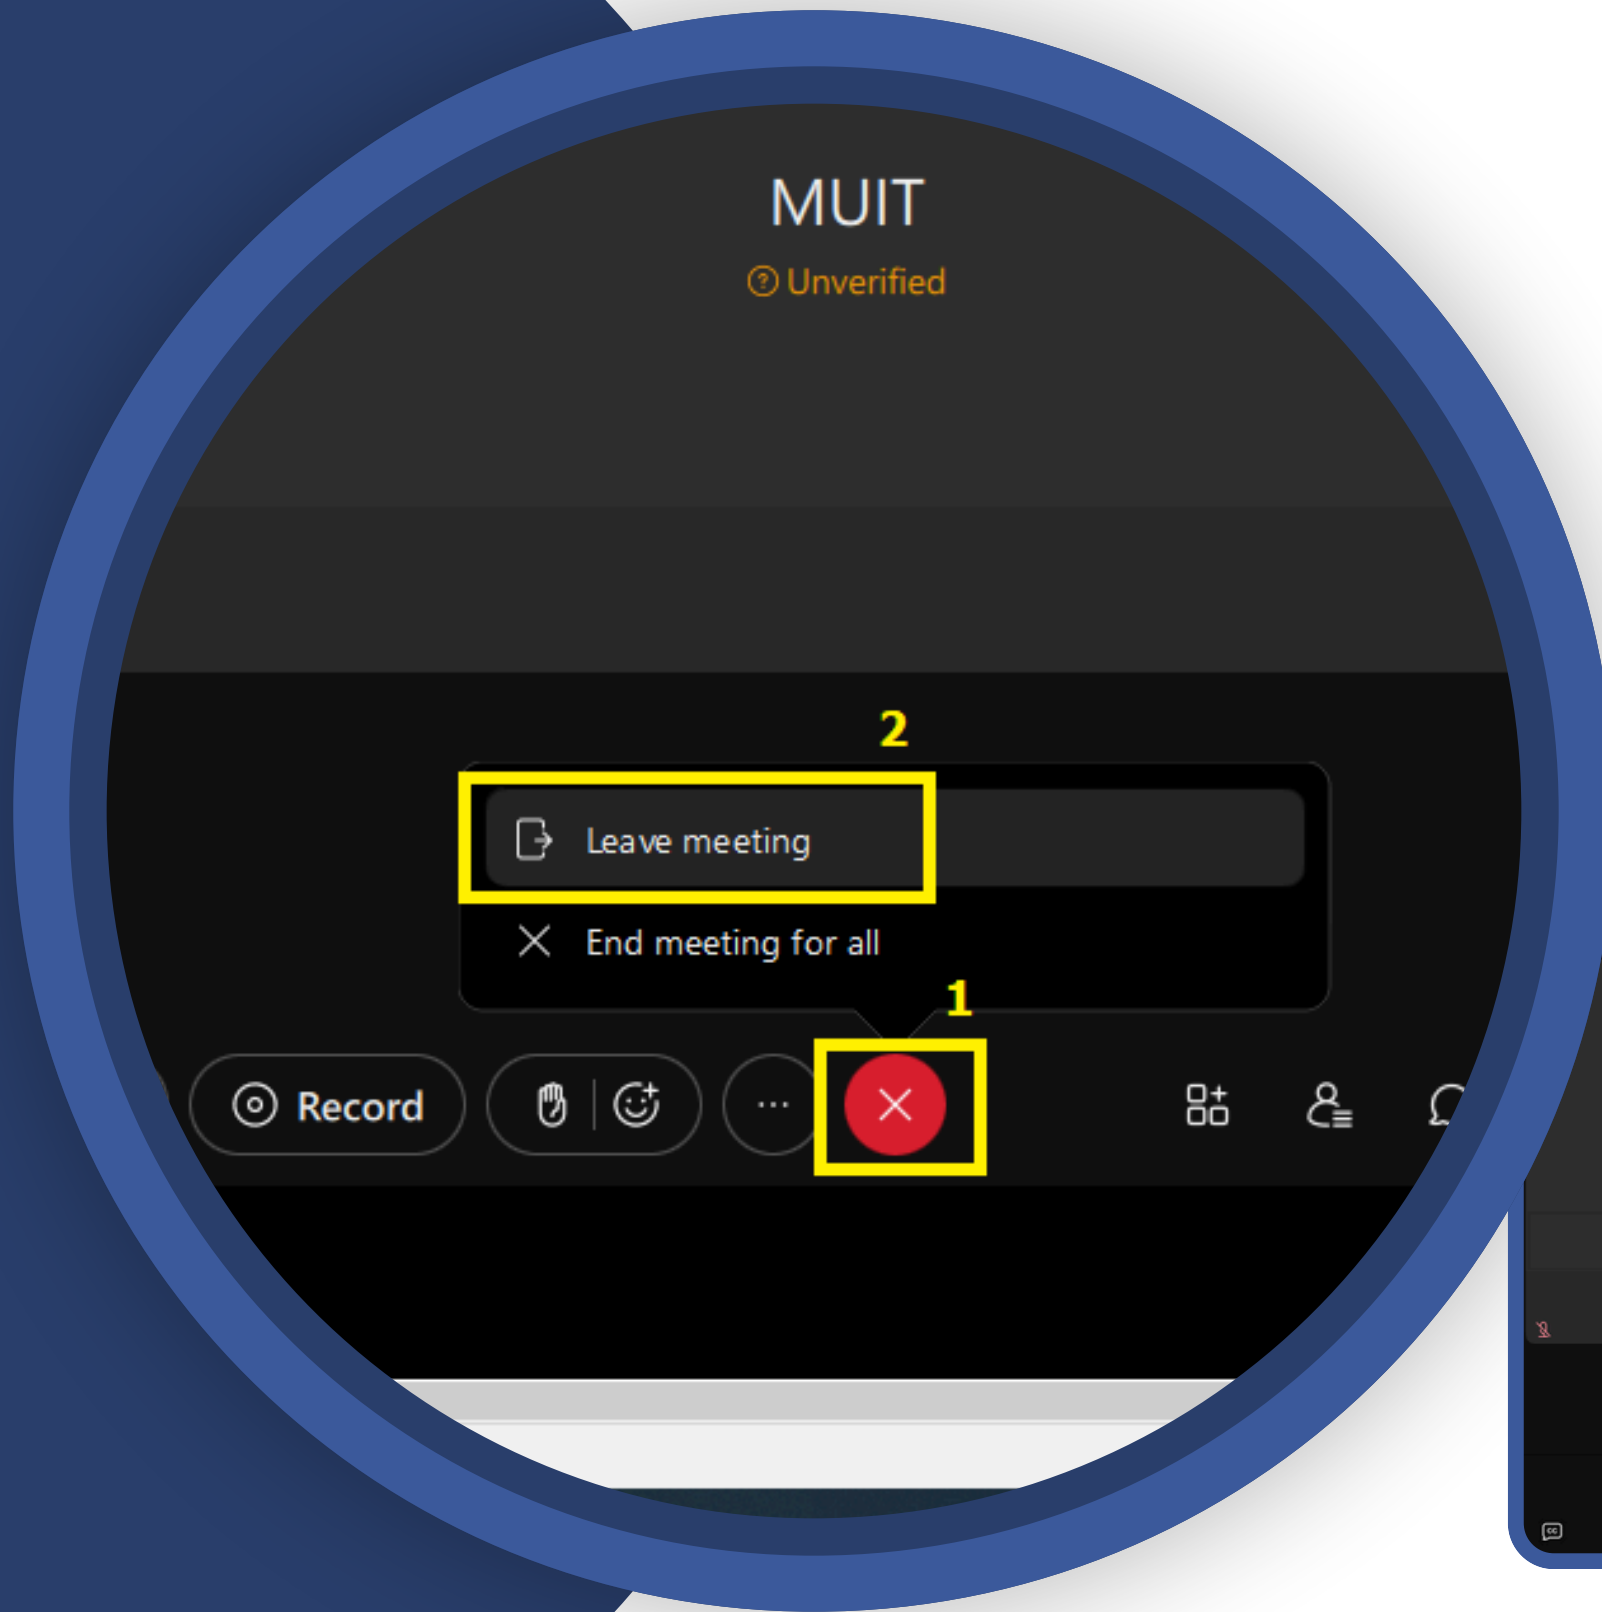 MUIT
Unverified
2
Leave meeting
End meeting for all
1
Record